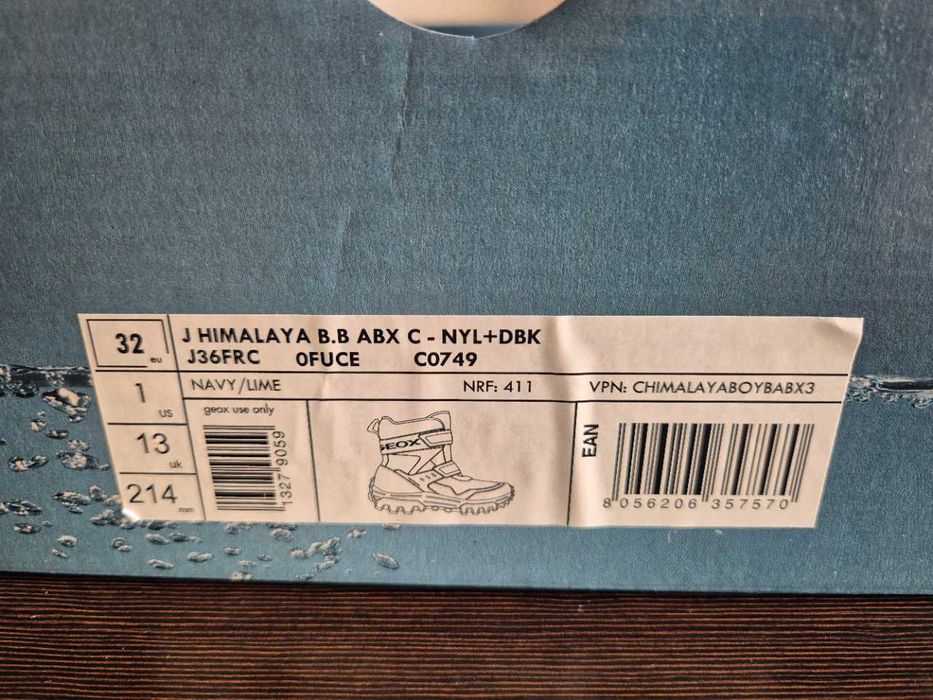 32 eu
J HIMALAYA B.B ABX C - NYL+DBK
J36FRC 0FUCE C0749
1 US
NAVY/LIME NRF: 411 VPN: CHIMALAYABOYBABX3
13 uk
geox use only
1327 9059
GEOX
EAN
8 056206 357570
214 mm